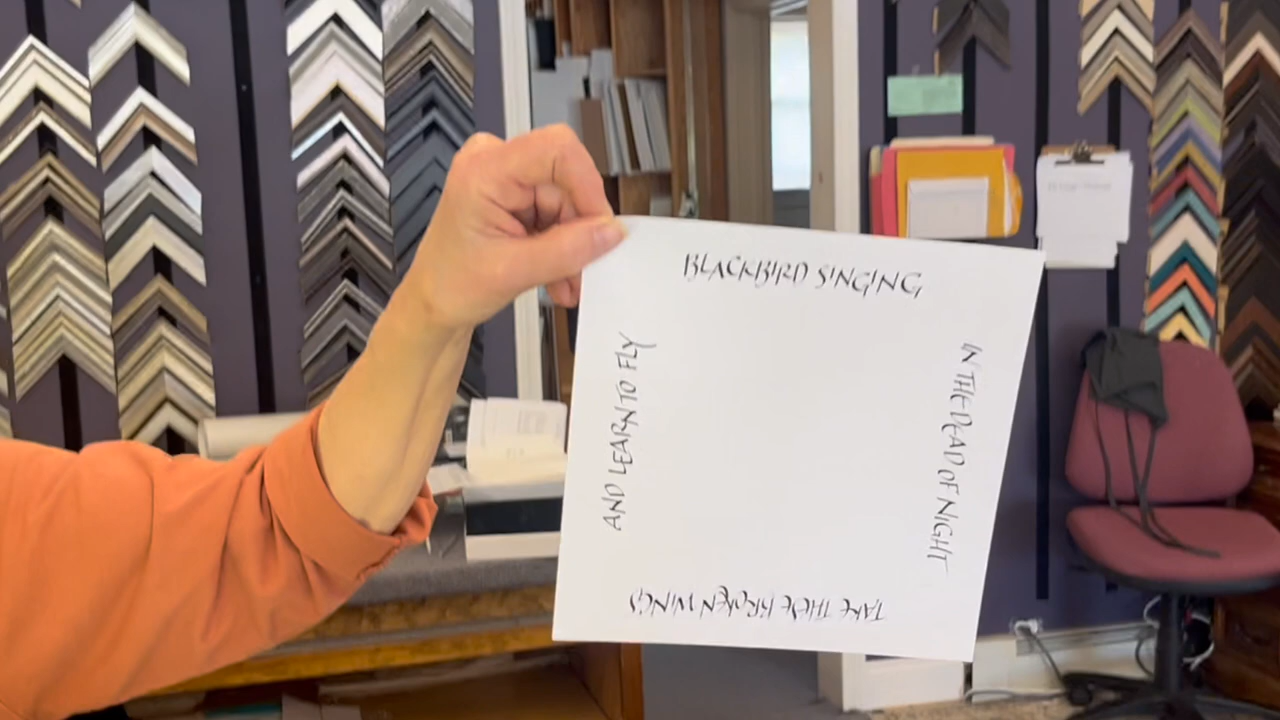 BLACKBIRD SINGING
IN THE DEAD OF NIGHT
TAKE THESE BROKEN WINGS
AND LEARN TO FLY